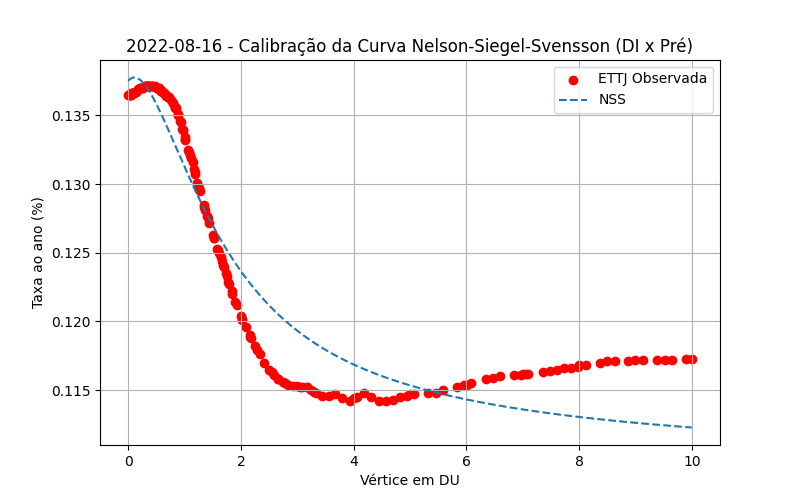 2022-08-16 - Calibração da Curva Nelson-Siegel-Svensson (DI x Pré)
ETTJ Observada
NSS
Taxa ao ano (%)
0.135
0.130
0.125
0.120
0.115
0 2 4 6 8 10
Vértice em DU